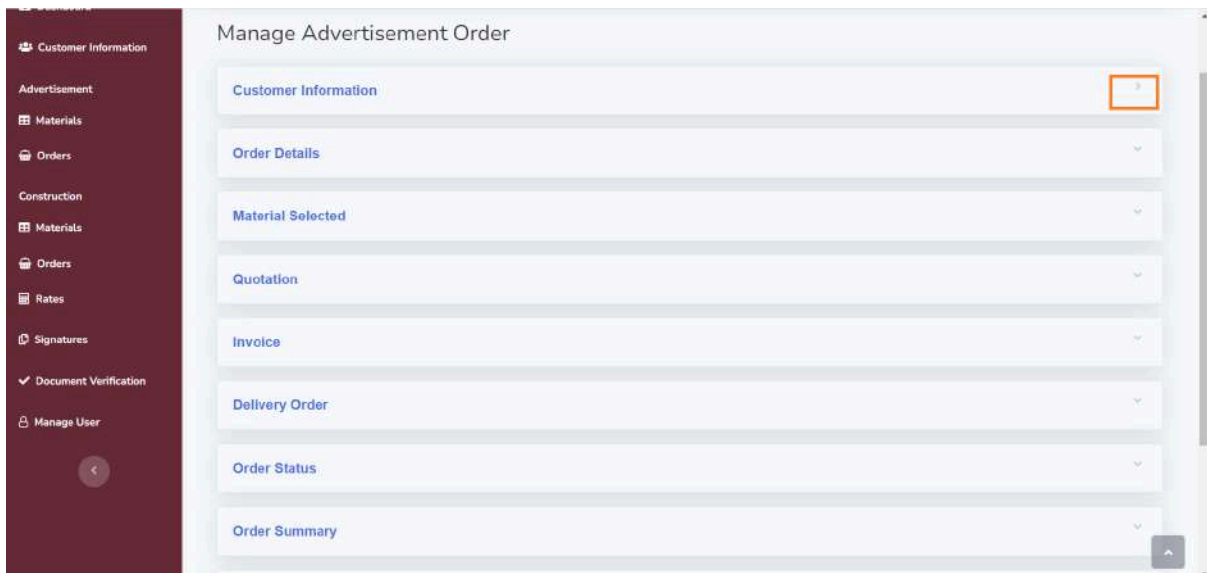 Customer Information
Advertisement
Materials
Orders
Construction
Materials
Orders
Rates
Signatures
Document Verification
Manage User
Manage Advertisement Order
Customer Information
Order Details
Material Selected
Quotation
Invoice
Delivery Order
Order Status
Order Summary